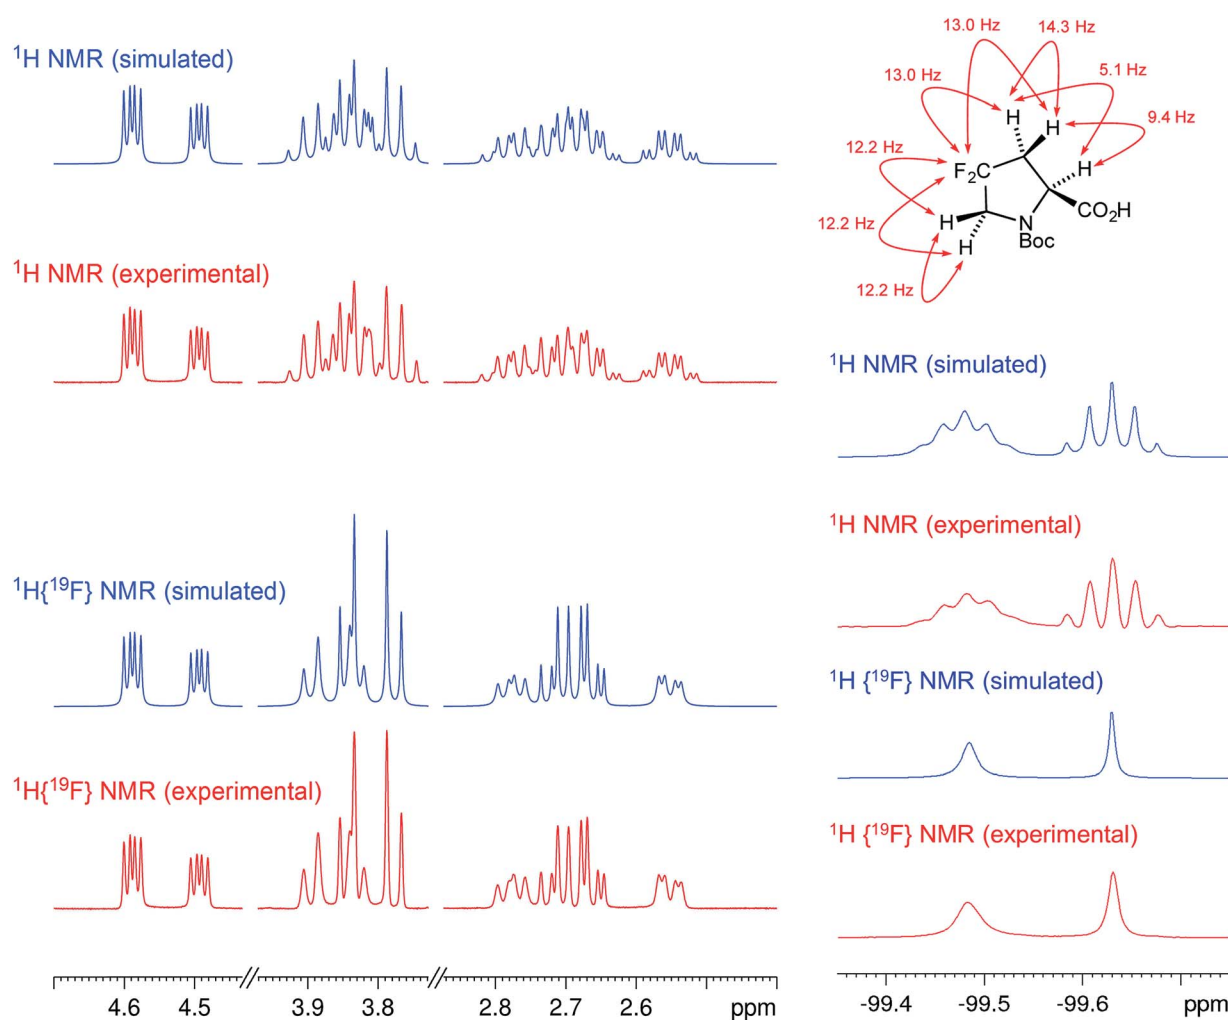 ¹H NMR (simulated)
¹H NMR (experimental)
¹H{¹⁹F} NMR (simulated)
¹H{¹⁹F} NMR (experimental)
4.6 4.5 3.9 3.8 2.8 2.7 2.6 ppm
13.0 Hz 14.3 Hz
13.0 Hz 5.1 Hz
9.4 Hz
H H
12.2 Hz
F₂C H
12.2 Hz H N CO₂H
H Boc
12.2 Hz
¹H NMR (simulated)
¹H NMR (experimental)
¹H {¹⁹F} NMR (simulated)
¹H {¹⁹F} NMR (experimental)
-99.4 -99.5 -99.6 ppm